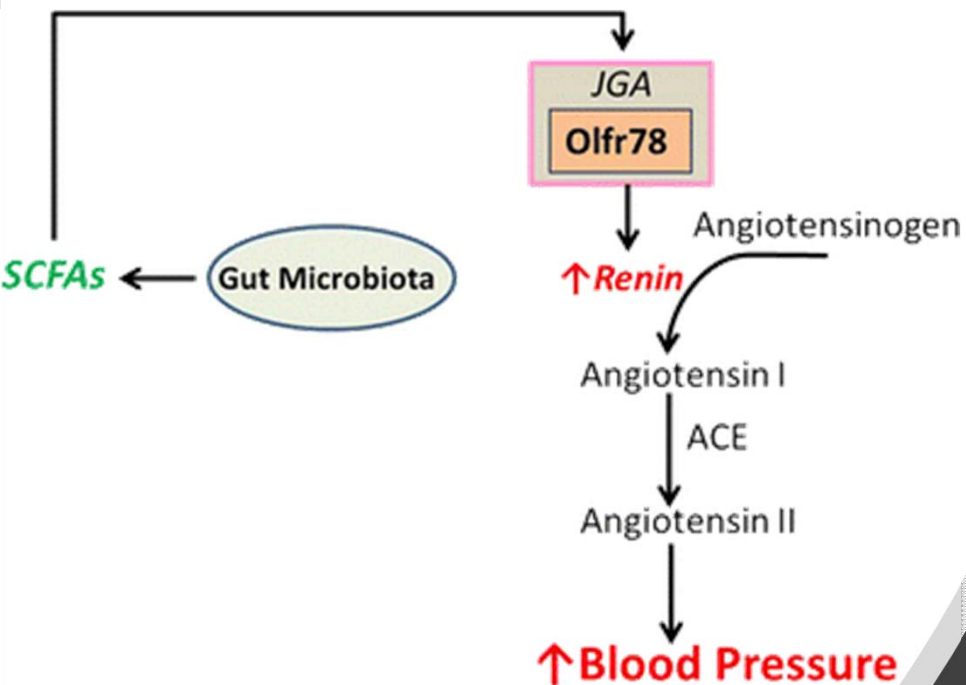 JGA
Olfr78
Angiotensinogen
SCFAs
Gut Microbiota
↑Renin
Angiotensin I
ACE
Angiotensin II
↑Blood Pressure